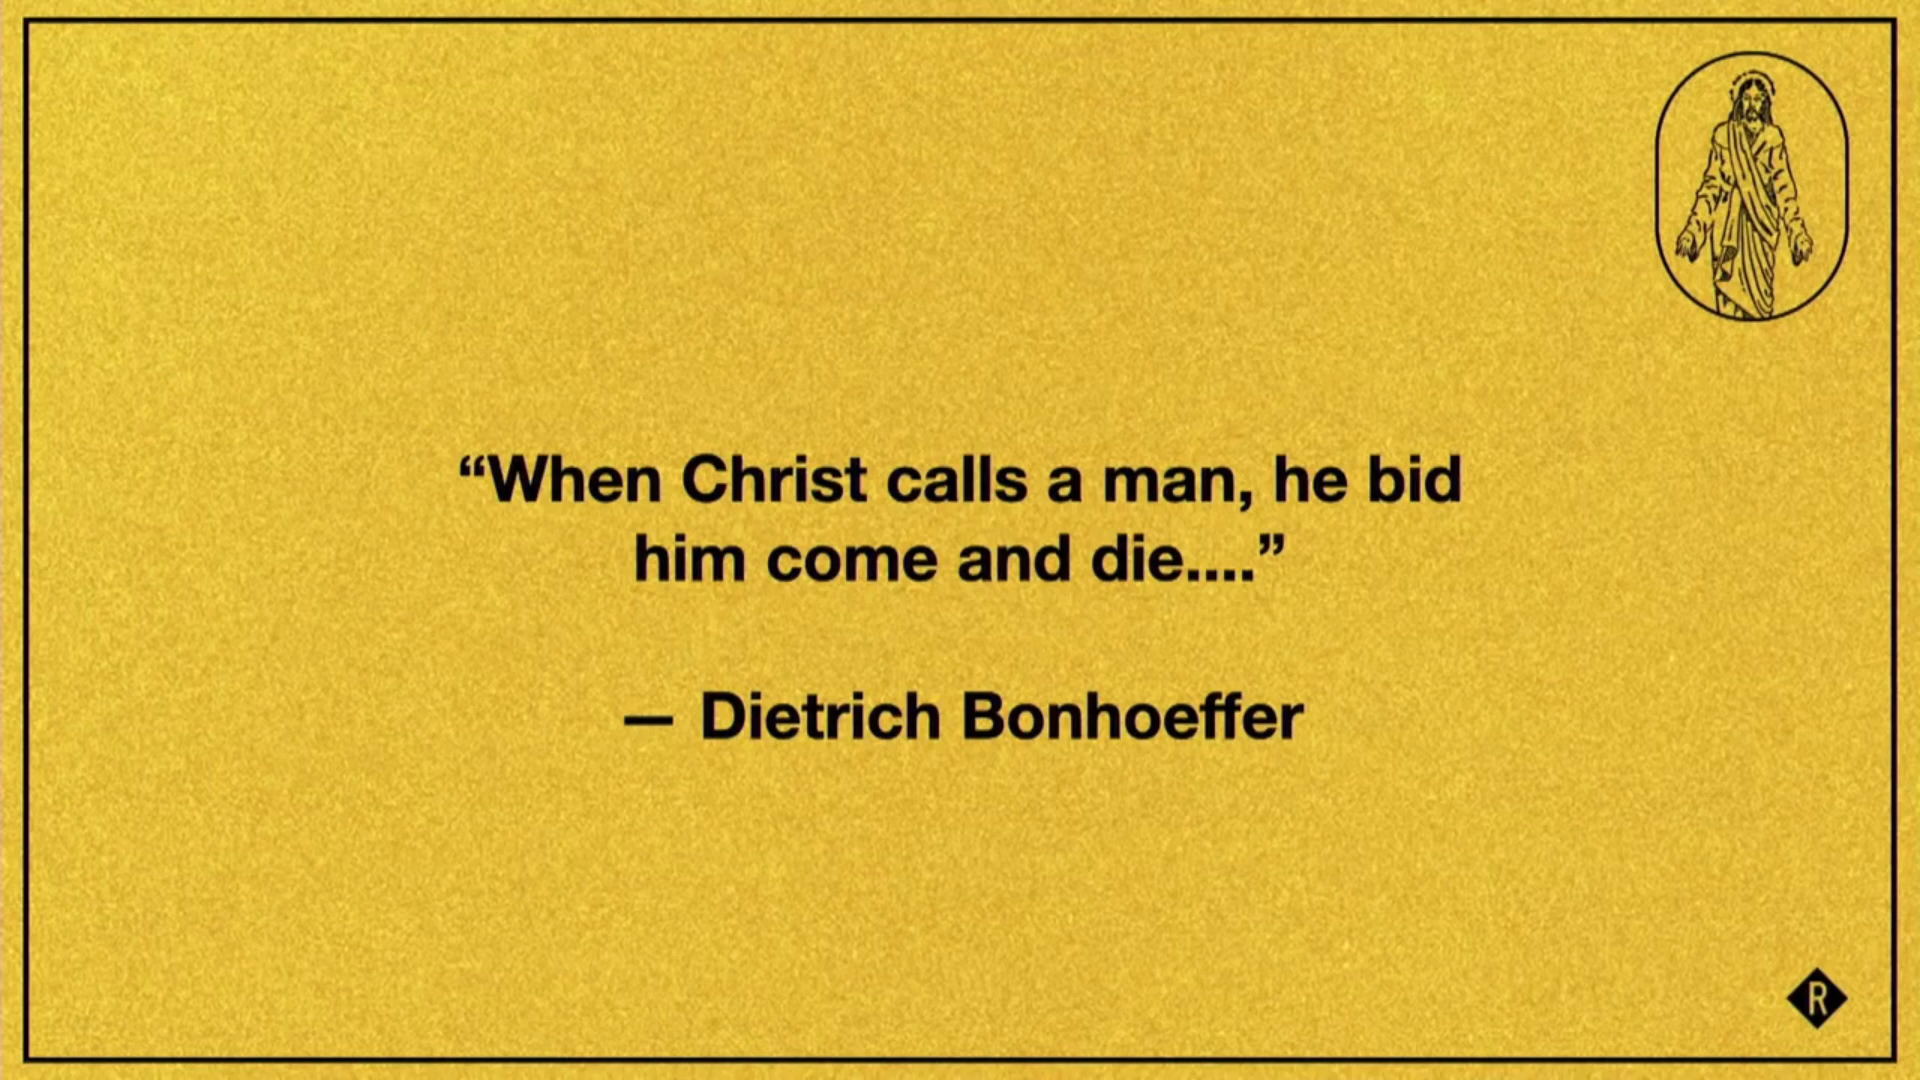 “When Christ calls a man, he bid
him come and die....”
— Dietrich Bonhoeffer
R